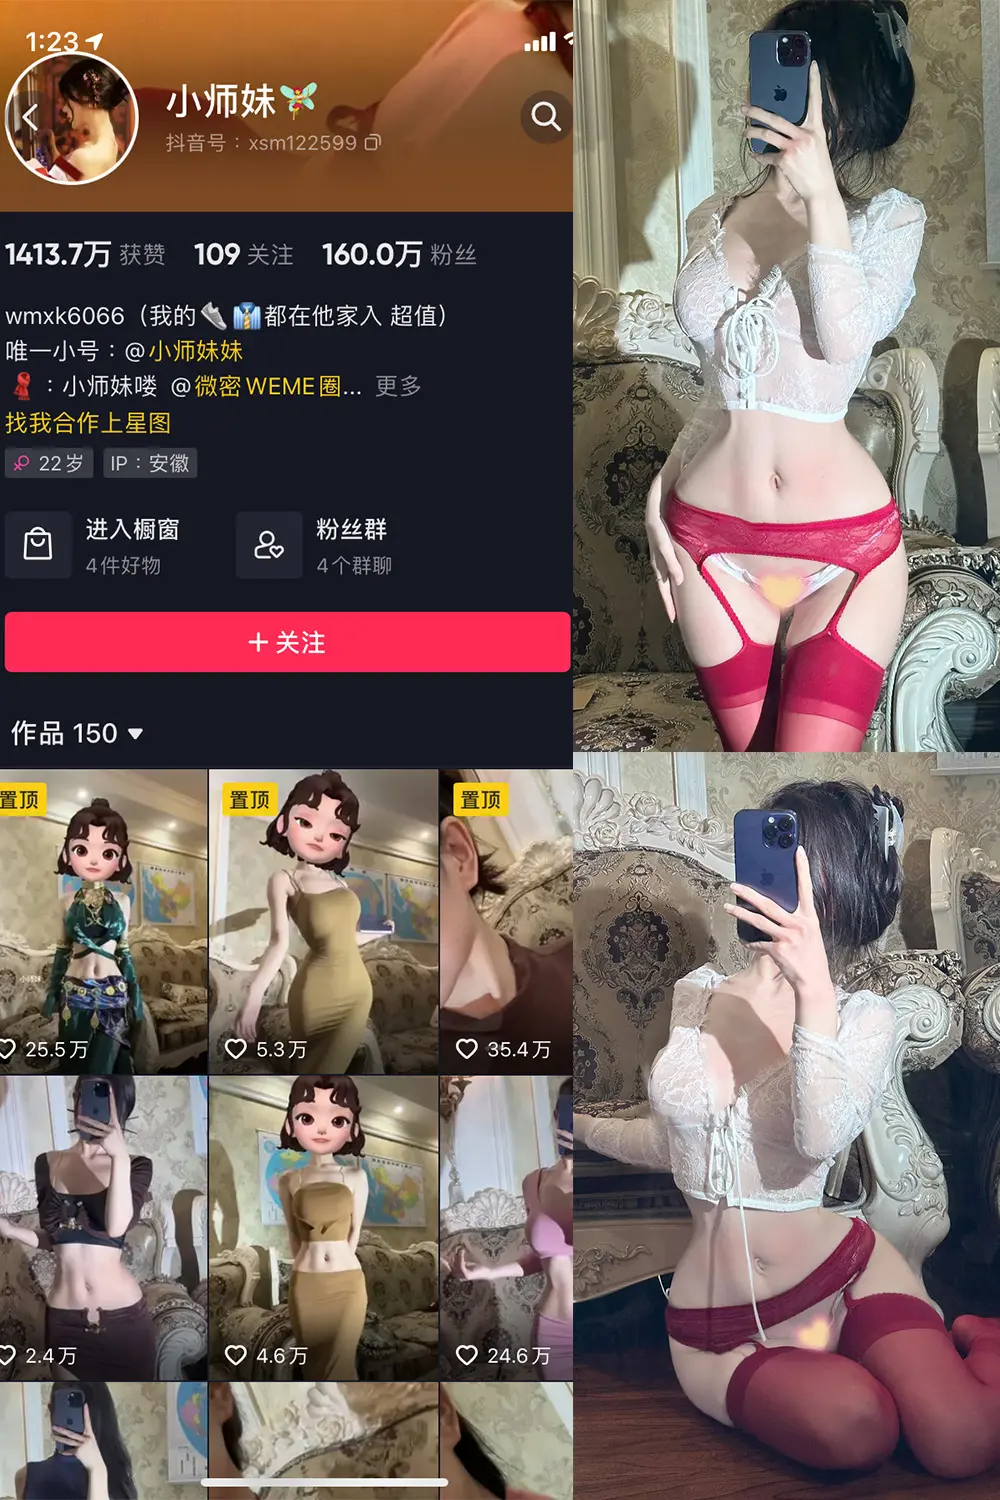 1:23
小师妹
抖音号：xsm122599
1413.7万 获赞 109 关注 160.0万 粉丝
wmxk6066（我的👟👔都在他家入 超值）
唯一小号：@小师妹妹
🧣：小师妹喽 @微密WEME圈... 更多
找我合作上星图
22岁 IP：安徽
进入橱窗
4件好物
粉丝群
4个群聊
+ 关注
作品 150
置顶
置顶
置顶
25.5万
5.3万
35.4万
2.4万
4.6万
24.6万